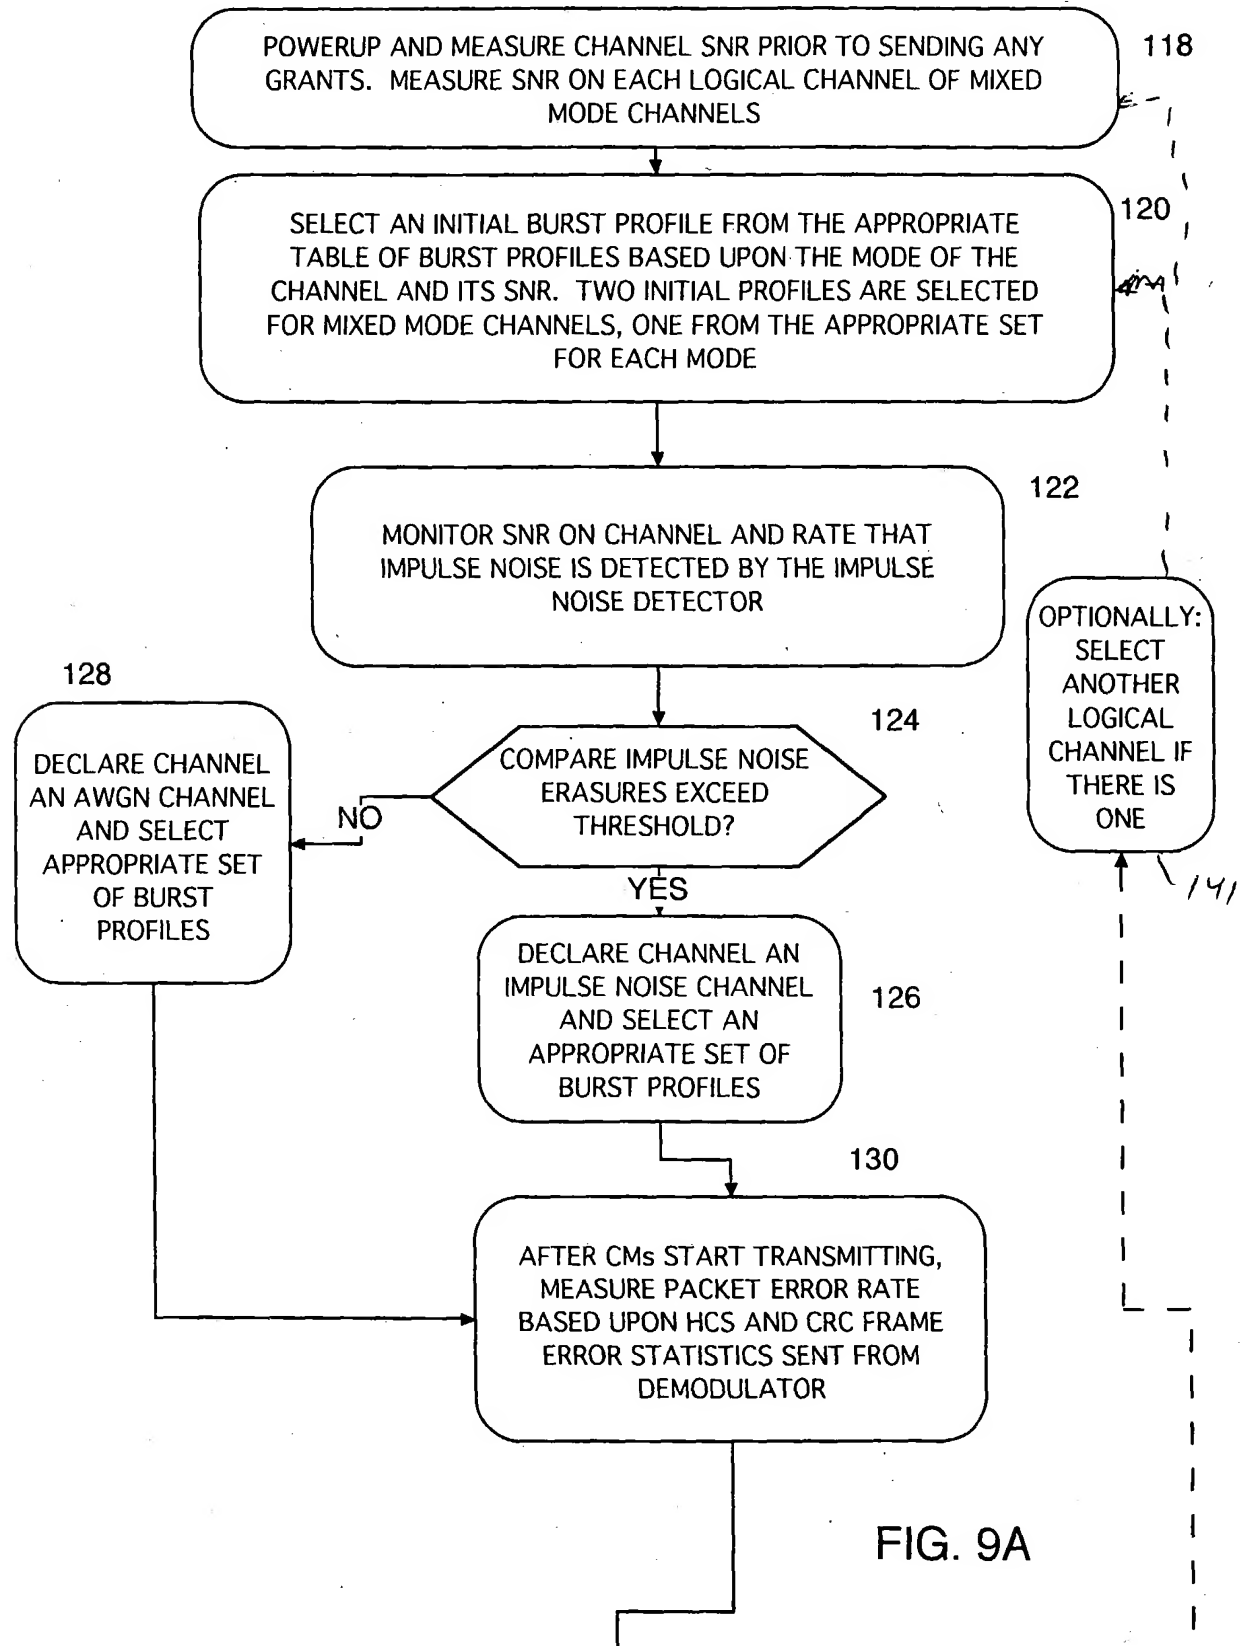 POWERUP AND MEASURE CHANNEL SNR PRIOR TO SENDING ANY
GRANTS. MEASURE SNR ON EACH LOGICAL CHANNEL OF MIXED
MODE CHANNELS
118
SELECT AN INITIAL BURST PROFILE FROM THE APPROPRIATE
TABLE OF BURST PROFILES BASED UPON THE MODE OF THE
CHANNEL AND ITS SNR. TWO INITIAL PROFILES ARE SELECTED
FOR MIXED MODE CHANNELS, ONE FROM THE APPROPRIATE SET
FOR EACH MODE
120
MONITOR SNR ON CHANNEL AND RATE THAT
IMPULSE NOISE IS DETECTED BY THE IMPULSE
NOISE DETECTOR
122
OPTIONALLY:
SELECT
ANOTHER
LOGICAL
CHANNEL IF
THERE IS
ONE
141
COMPARE IMPULSE NOISE
ERASURES EXCEED
THRESHOLD?
124
NO
YES
128
DECLARE CHANNEL
AN AWGN CHANNEL
AND SELECT
APPROPRIATE SET
OF BURST
PROFILES
DECLARE CHANNEL AN
IMPULSE NOISE CHANNEL
AND SELECT AN
APPROPRIATE SET OF
BURST PROFILES
126
130
AFTER CMs START TRANSMITTING,
MEASURE PACKET ERROR RATE
BASED UPON HCS AND CRC FRAME
ERROR STATISTICS SENT FROM
DEMODULATOR
FIG. 9A